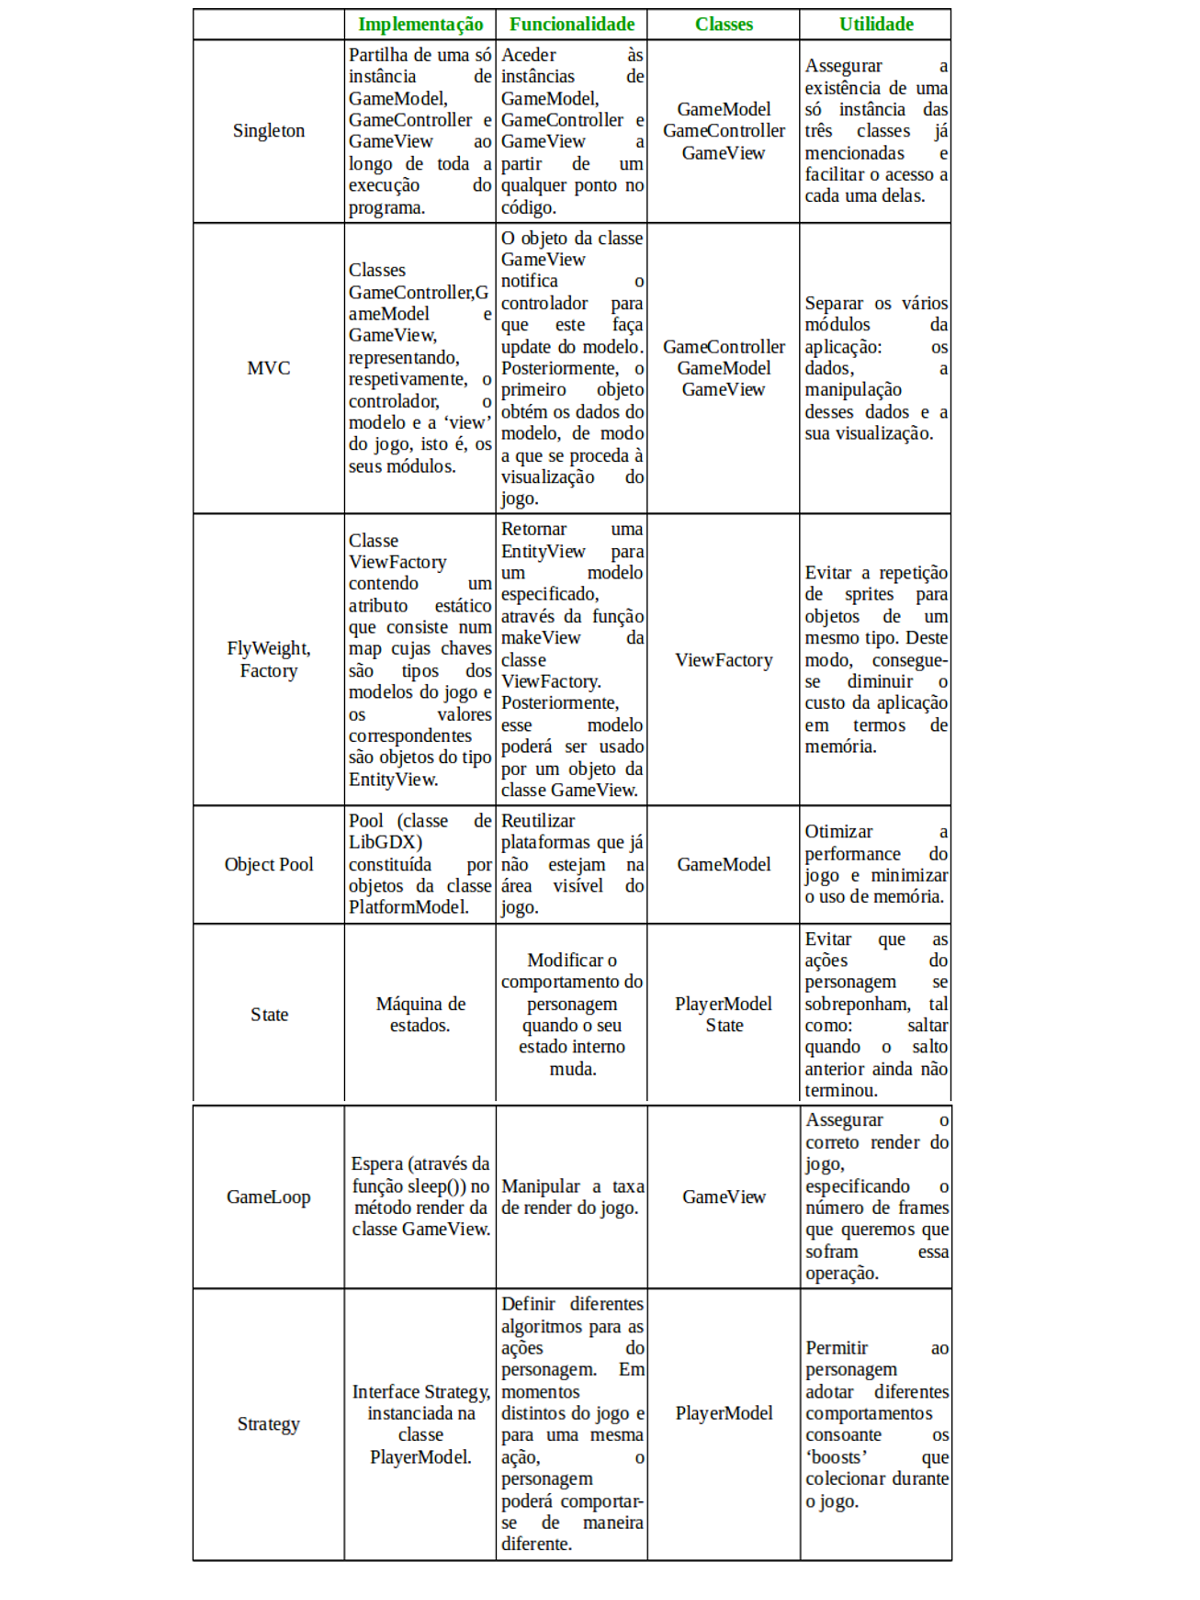 Implementação Funcionalidade Classes Utilidade
Singleton
Partilha de uma só
instância de
GameModel,
GameController e
GameView ao
longo de toda a
execução do
programa.
Aceder às
instâncias de
GameModel,
GameController e
GameView a
partir de um
qualquer ponto no
código.
GameModel
GameController
GameView
Assegurar a
existência de uma
só instância das
três classes já
mencionadas e
facilitar o acesso a
cada uma delas.
MVC
Classes
GameController,G
ameModel e
GameView,
representando,
respetivamente, o
controlador, o
modelo e a ‘view’
do jogo, isto é, os
seus módulos.
O objeto da classe
GameView
notifica o
controlador para
que este faça
update do modelo.
Posteriormente, o
primeiro objeto
obtém os dados do
modelo, de modo
a que se proceda à
visualização do
jogo.
GameController
GameModel
GameView
Separar os vários
módulos da
aplicação: os
dados, a
manipulação
desses dados e a
sua visualização.
FlyWeight,
Factory
Classe
ViewFactory
contendo um
atributo estático
que consiste num
map cujas chaves
são tipos dos
modelos do jogo e
os valores
correspondentes
são objetos do tipo
EntityView.
Retornar uma
EntityView para
um modelo
especificado,
através da função
makeView da
classe
ViewFactory.
Posteriormente,
esse modelo
poderá ser usado
por um objeto da
classe GameView.
ViewFactory
Evitar a repetição
de sprites para
objetos de um
mesmo tipo. Deste
modo, consegue-
se diminuir o
custo da aplicação
em termos de
memória.
Object Pool
Pool (classe de
LibGDX)
constituída por
objetos da classe
PlatformModel.
Reutilizar
plataformas que já
não estejam na
área visível do
jogo.
GameModel
Otimizar a
performance do
jogo e minimizar
o uso de memória.
State
Máquina de
estados.
Modificar o
comportamento do
personagem
quando o seu
estado interno
muda.
PlayerModel
State
Evitar que as
ações do
personagem se
sobreponham, tal
como: saltar
quando o salto
anterior ainda não
terminou.
GameLoop
Espera (através da
função sleep()) no
método render da
classe GameView.
Manipular a taxa
de render do jogo.
GameView
Assegurar o
correto render do
jogo,
especificando o
número de frames
que queremos que
sofram essa
operação.
Strategy
Interface Strategy,
instanciada na
classe
PlayerModel.
Definir diferentes
algoritmos para as
ações do
personagem. Em
momentos
distintos do jogo e
para uma mesma
ação, o
personagem
poderá comportar-
se de maneira
diferente.
PlayerModel
Permitir ao
personagem
adotar diferentes
comportamentos
consoante os
‘boosts’ que
colecionar durante
o jogo.